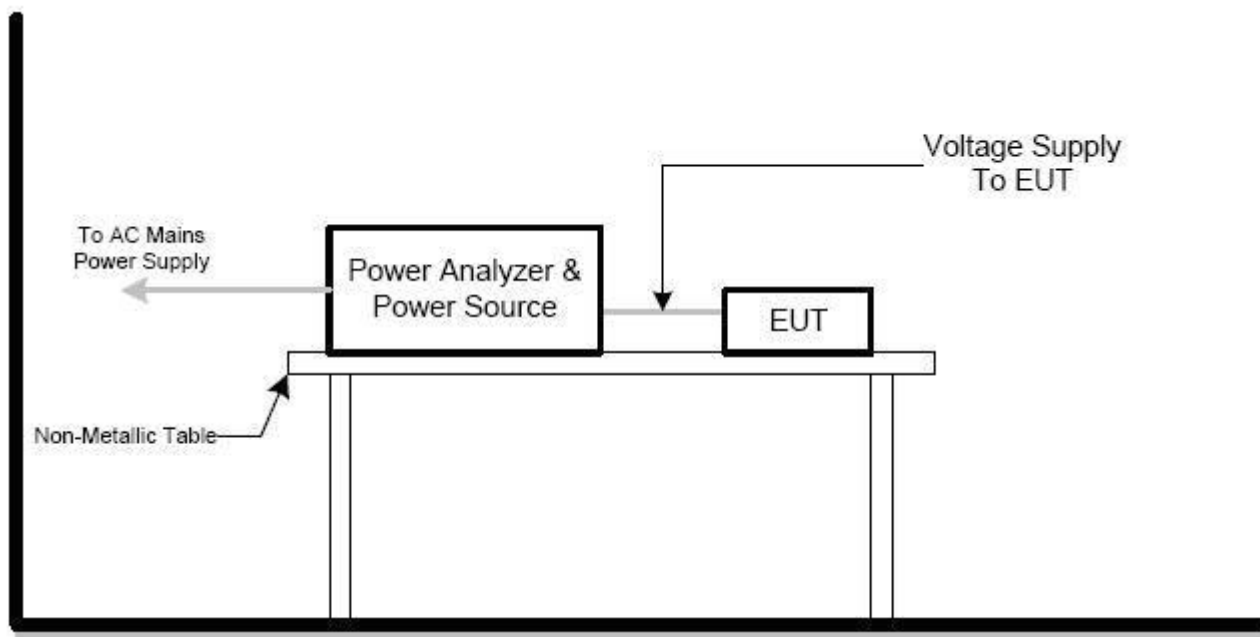 Voltage Supply
To EUT
To AC Mains
Power Supply
Power Analyzer &
Power Source
EUT
Non-Metallic Table